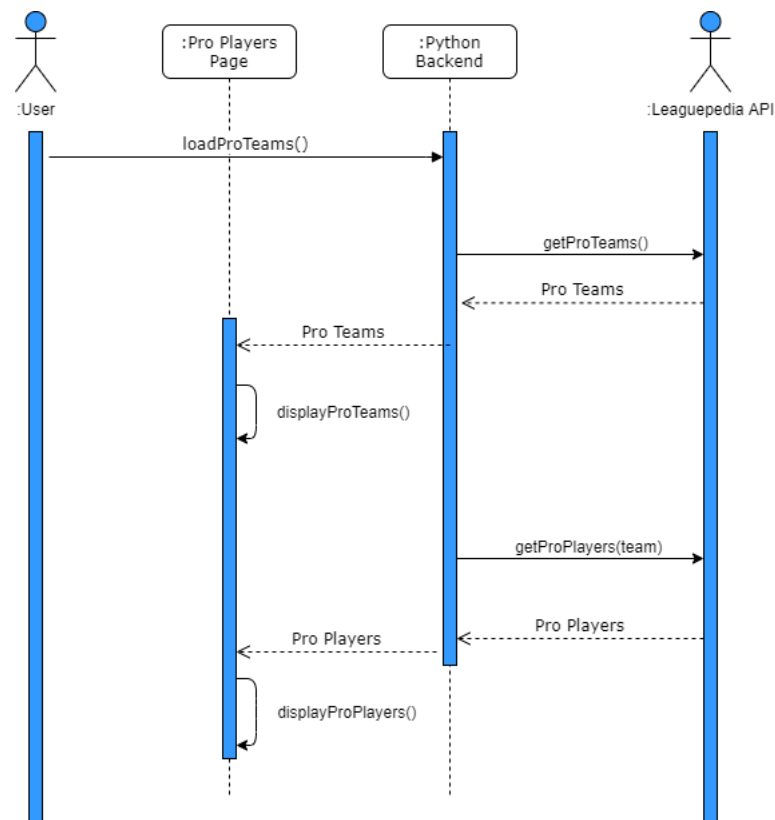 :Pro Players
Page
:Python
Backend
:User
:Leaguepedia API
loadProTeams()
getProTeams()
Pro Teams
Pro Teams
displayProTeams()
getProPlayers(team)
Pro Players
Pro Players
displayProPlayers()